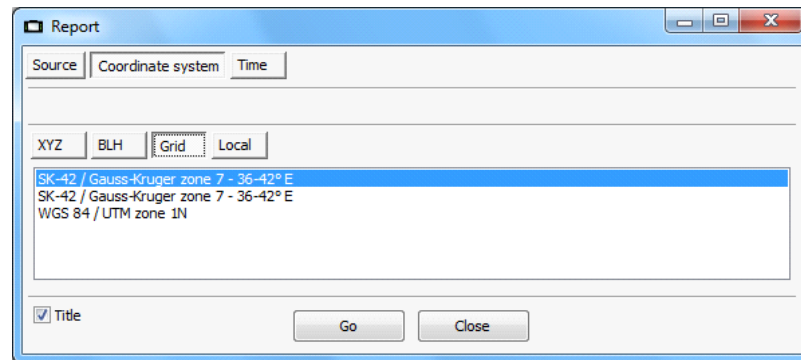 Report
Source Coordinate system Time
XYZ BLH Grid Local
SK-42 / Gauss-Kruger zone 7 - 36-42° E
SK-42 / Gauss-Kruger zone 7 - 36-42° E
WGS 84 / UTM zone 1N
Title Go Close